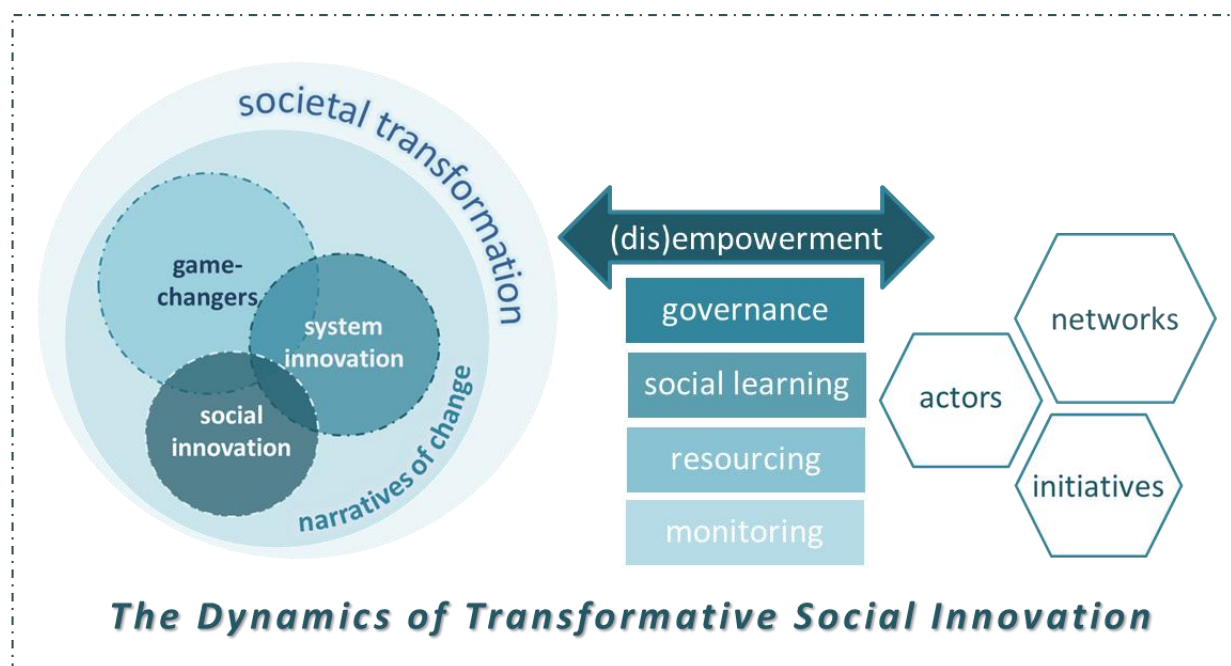 societal transformation
game-
changers
system
innovation
social
innovation
narratives of change
(dis)empowerment
governance
social learning
resourcing
monitoring
networks
actors
initiatives
The Dynamics of Transformative Social Innovation